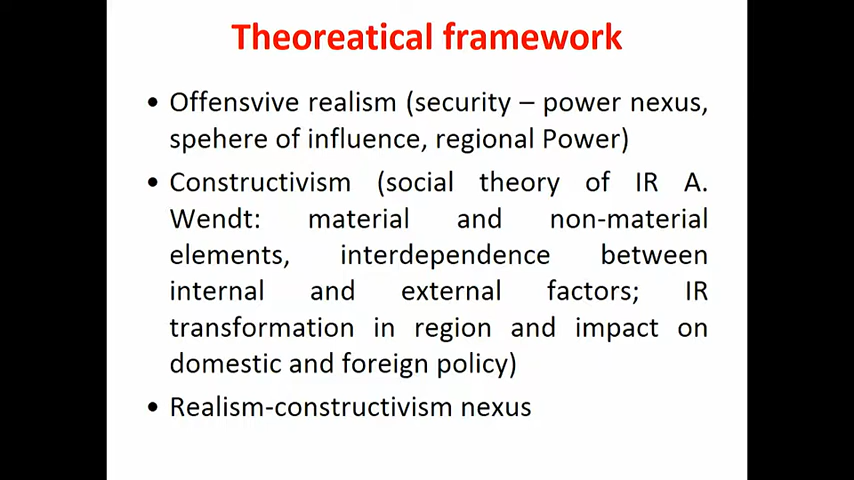 Theoreatical framework
• Offensvive realism (security – power nexus,
spehere of influence, regional Power)
• Constructivism (social theory of IR A.
Wendt: material and non-material
elements, interdependence between
internal and external factors; IR
transformation in region and impact on
domestic and foreign policy)
• Realism-constructivism nexus